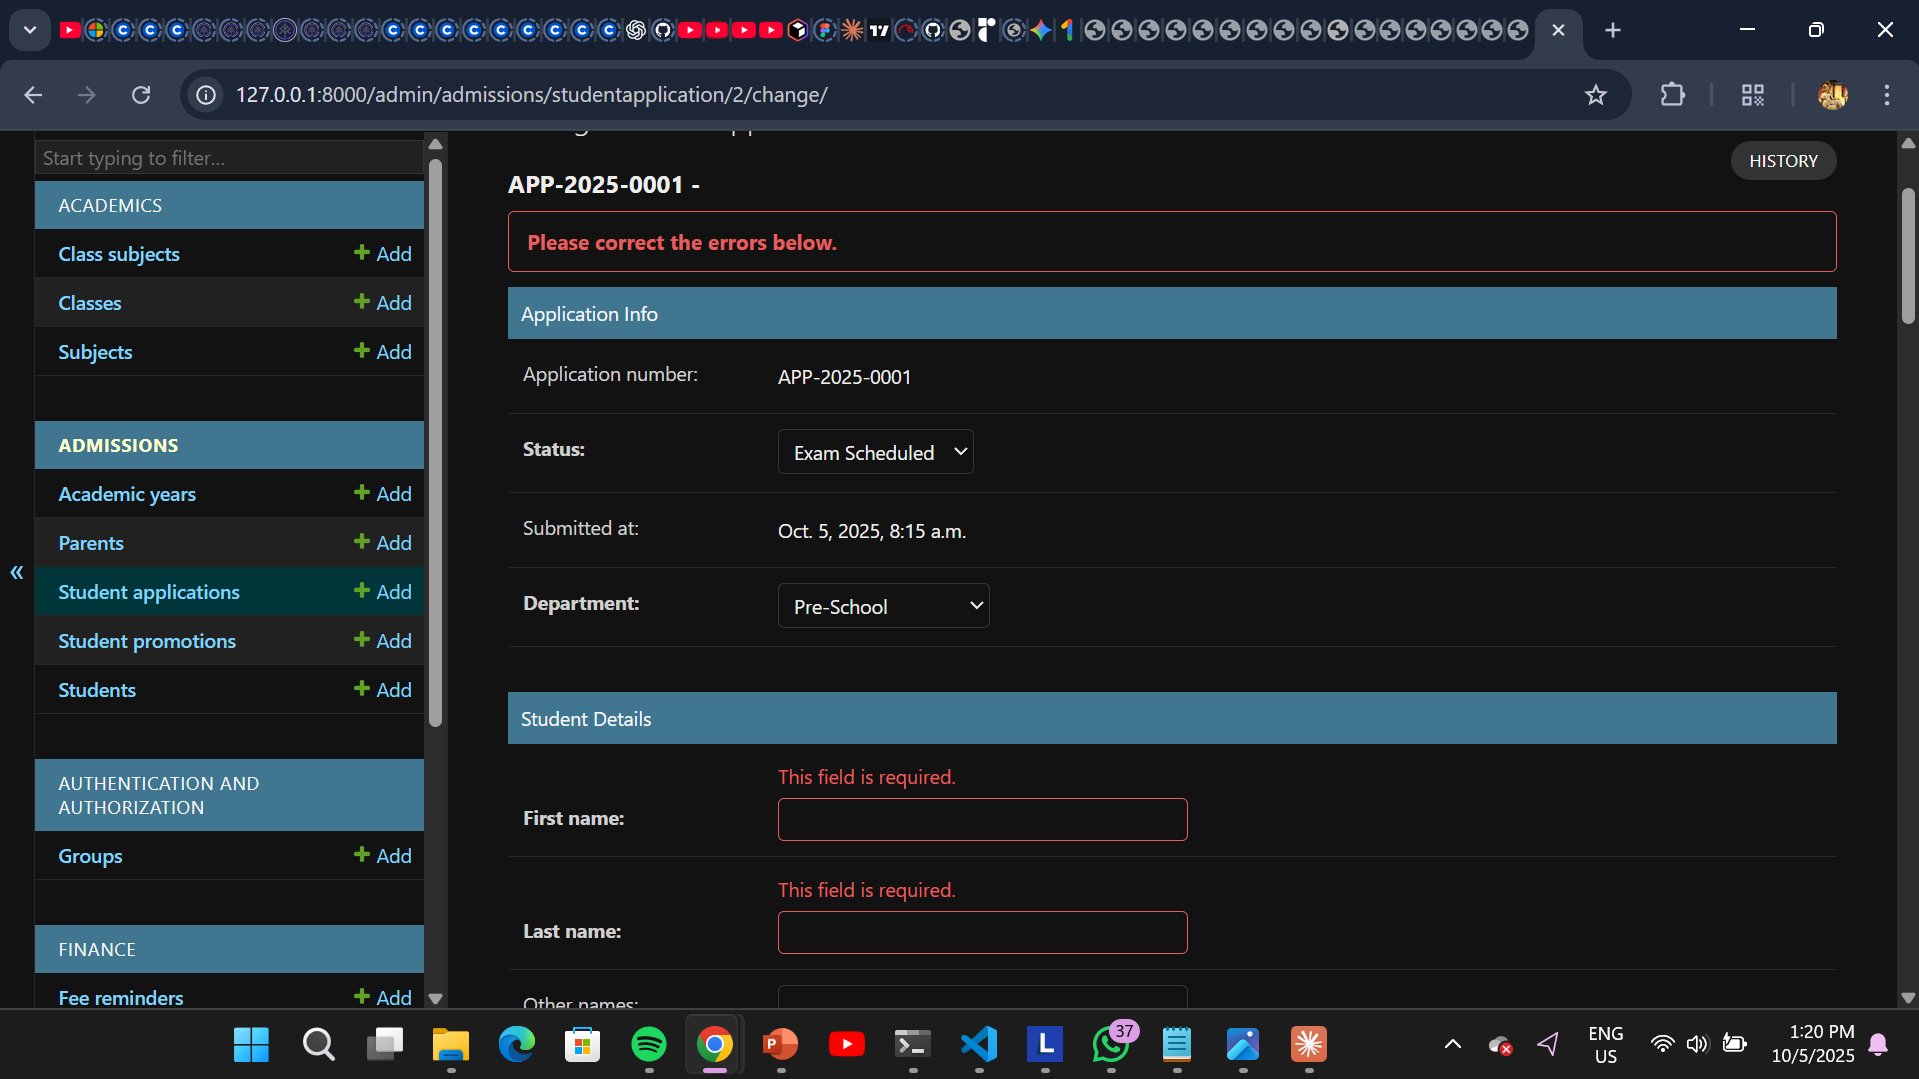 127.0.0.1:8000/admin/admissions/studentapplication/2/change/
Start typing to filter...
ACADEMICS
Class subjects Add
Classes Add
Subjects Add
ADMISSIONS
Academic years Add
Parents Add
Student applications Add
Student promotions Add
Students Add
AUTHENTICATION AND
AUTHORIZATION
Groups Add
FINANCE
Fee reminders Add
«
HISTORY
APP-2025-0001 -
Please correct the errors below.
Application Info
Application number: APP-2025-0001
Status: Exam Scheduled
Submitted at: Oct. 5, 2025, 8:15 a.m.
Department: Pre-School
Student Details
This field is required.
First name:
This field is required.
Last name:
Other names:
37
ENG
US
1:20 PM
10/5/2025